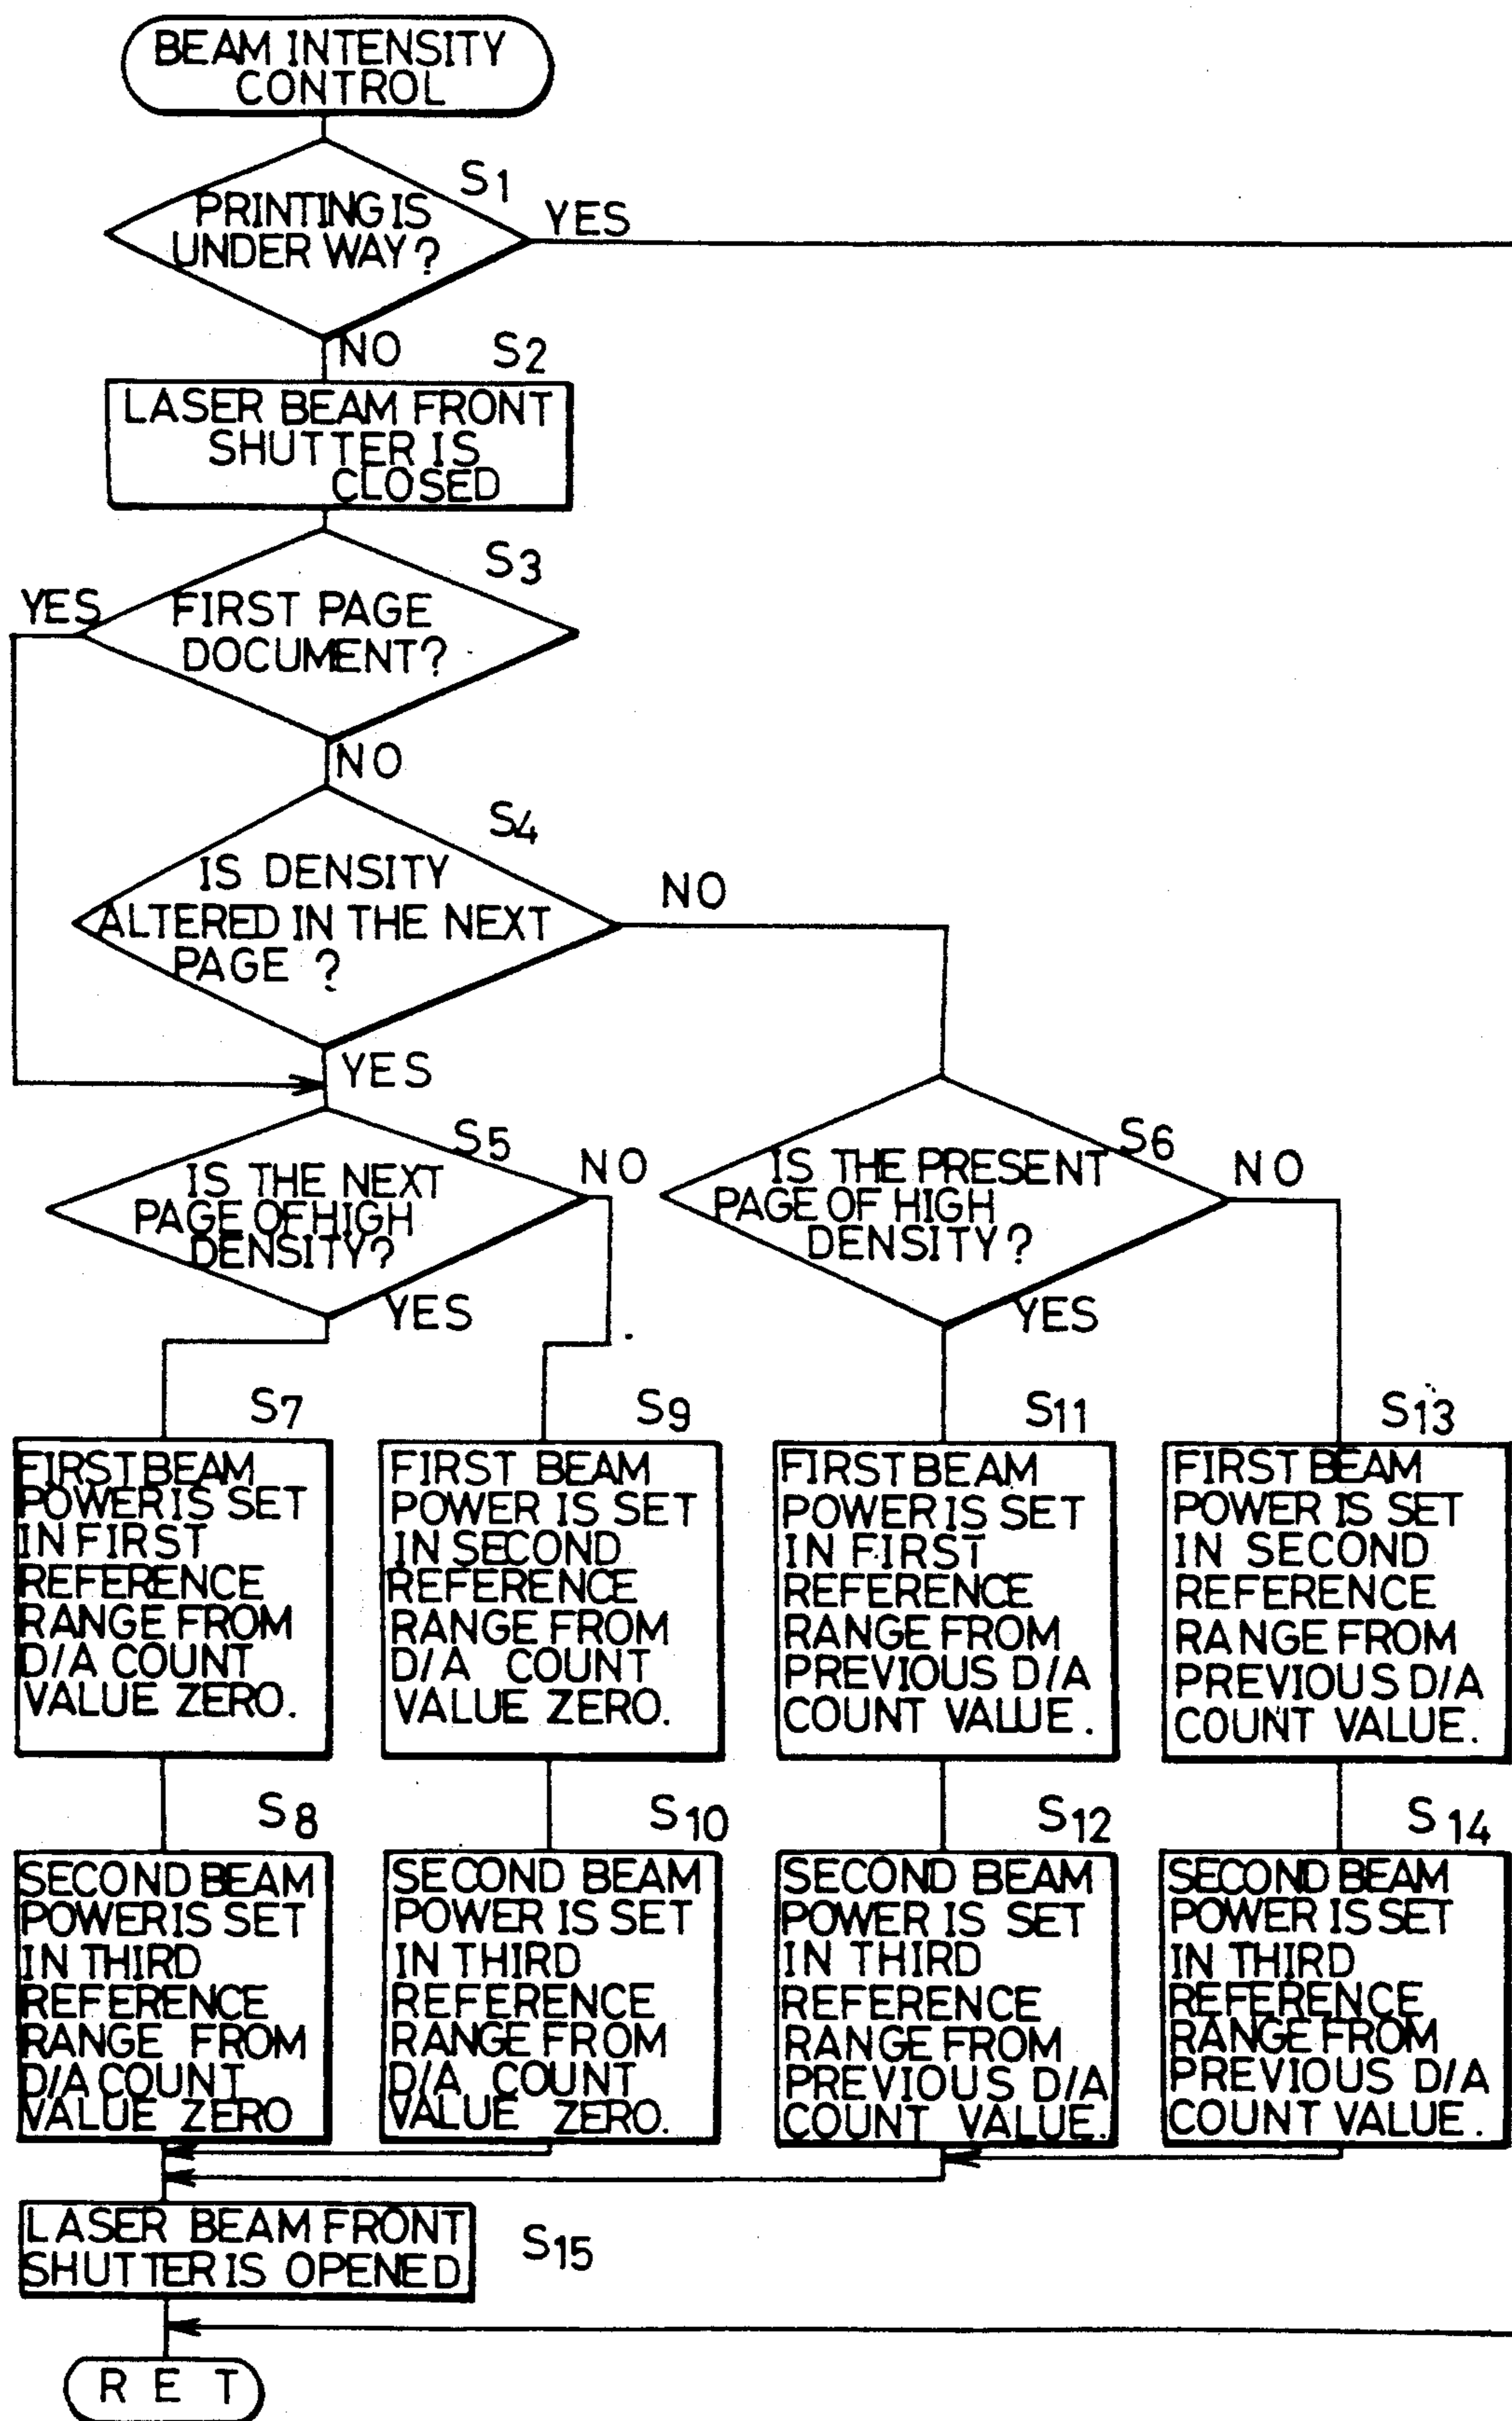 BEAM INTENSITY
CONTROL
S1
PRINTING IS
UNDER WAY?
YES
NO
S2
LASER BEAM FRONT
SHUTTER IS
CLOSED
S3
YES
FIRST PAGE
DOCUMENT?
NO
S4
IS DENSITY
ALTERED IN THE NEXT
PAGE ?
NO
YES
S5
IS THE NEXT
PAGE OF HIGH
DENSITY?
NO
YES
S6
IS THE PRESENT
PAGE OF HIGH
DENSITY?
NO
YES
S7
FIRST BEAM
POWER IS SET
IN FIRST
REFERENCE
RANGE FROM
D/A COUNT
VALUE ZERO.
S9
FIRST BEAM
POWER IS SET
IN SECOND
REFERENCE
RANGE FROM
D/A COUNT
VALUE ZERO.
S11
FIRST BEAM
POWER IS SET
IN FIRST
REFERENCE
RANGE FROM
PREVIOUS D/A
COUNT VALUE.
S13
FIRST BEAM
POWER IS SET
IN SECOND
REFERENCE
RANGE FROM
PREVIOUS D/A
COUNT VALUE.
S8
SECOND BEAM
POWER IS SET
IN THIRD
REFERENCE
RANGE FROM
D/A COUNT
VALUE ZERO
S10
SECOND BEAM
POWER IS SET
IN THIRD
REFERENCE
RANGE FROM
D/A COUNT
VALUE ZERO.
S12
SECOND BEAM
POWER IS SET
IN THIRD
REFERENCE
RANGE FROM
PREVIOUS D/A
COUNT VALUE.
S14
SECOND BEAM
POWER IS SET
IN THIRD
REFERENCE
RANGE FROM
PREVIOUS D/A
COUNT VALUE.
LASER BEAM FRONT
SHUTTER IS OPENED
S15
RET